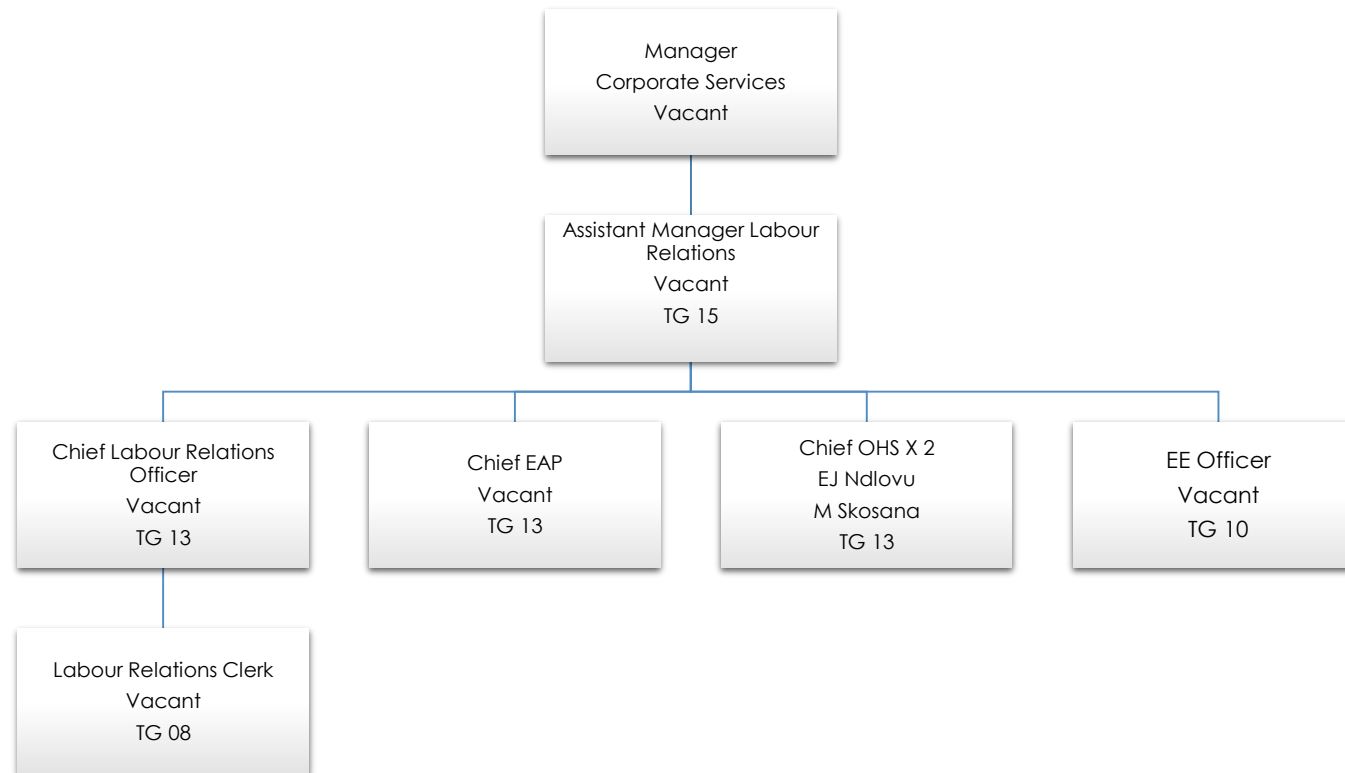 Manager
Corporate Services
Vacant
Assistant Manager Labour
Relations
Vacant
TG 15
Chief Labour Relations
Officer
Vacant
TG 13
Chief EAP
Vacant
TG 13
Chief OHS X 2
EJ Ndlovu
M Skosana
TG 13
EE Officer
Vacant
TG 10
Labour Relations Clerk
Vacant
TG 08